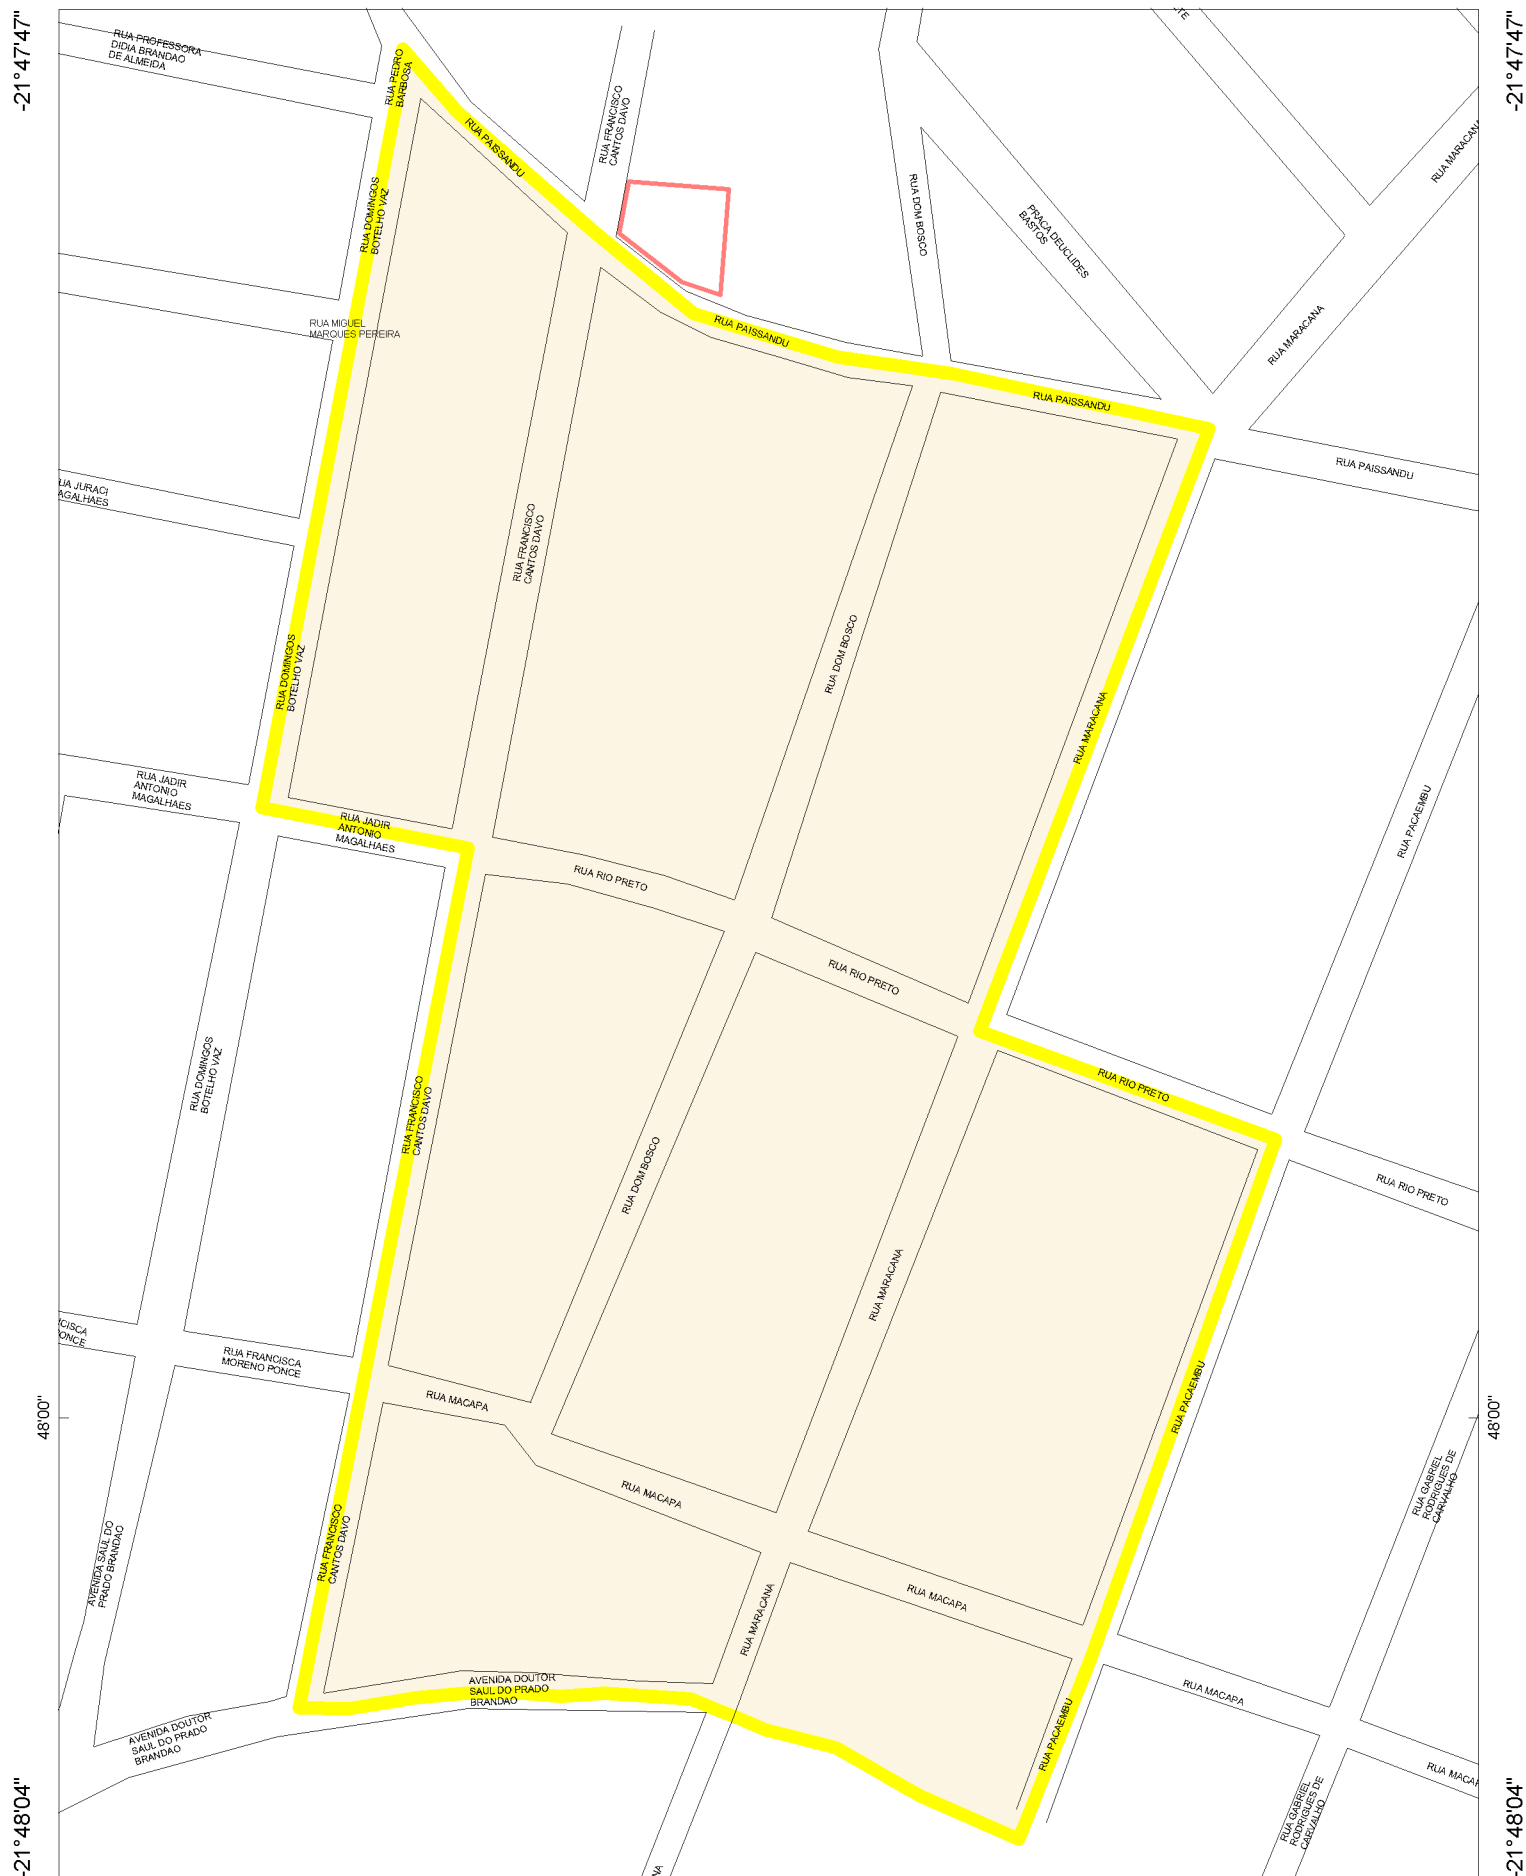 -21°47'47"
-21°47'47"
RUA PROFESSORA
DIDIA BRANDAO
DE ALMEIDA
RUA PEDRO
BARBOSA
RUA PAISSANDU
RUA FRANCISCO
CANTOS DAVO
RUA MARACANA
RUA DOMINGOS
BOTELHO VAZ
RUA DOM BOSCO
PRACA DEUCLIDES
BASTOS
RUA MIGUEL
MARQUES PEREIRA
RUA PAISSANDU
RUA MARACANA
RUA PAISSANDU
RUA PAISSANDU
UA JURACI
AGALHAES
RUA FRANCISCO
CANTOS DAVO
RUA DOMINGOS
BOTELHO VAZ
RUA DOM BOSCO
RUA MARACANA
RUA JADIR
ANTONIO
MAGALHAES
RUA JADIR
ANTONIO
MAGALHAES
RUA PACAEMBU
RUA RIO PRETO
RUA RIO PRETO
RUA DOMINGOS
BOTELHO VAZ
RUA FRANCISCO
CANTOS DAVO
RUA RIO PRETO
RUA DOM BOSCO
RUA RIO PRETO
RUA MARACANA
CISCA
ONCE
RUA FRANCISCA
MORENO PONCE
RUA MACAPA
RUA PACAEMBU
48'00"
48'00"
RUA MACAPA
RUA GABRIEL
RODRIGUES DE
CARVALHO
AVENIDA SAUL DO
PRADO BRANDAO
RUA FRANCISCO
CANTOS DAVO
RUA MARACANA
RUA MACAPA
AVENIDA DOUTOR
SAUL DO PRADO
BRANDAO
RUA MACAPA
AVENIDA DOUTOR
SAUL DO PRADO
BRANDAO
RUA PACAEMBU
RUA MACAP
RUA GABRIEL
RODRIGUES DE
CARVALHO
-21°48'04"
-21°48'04"
NA